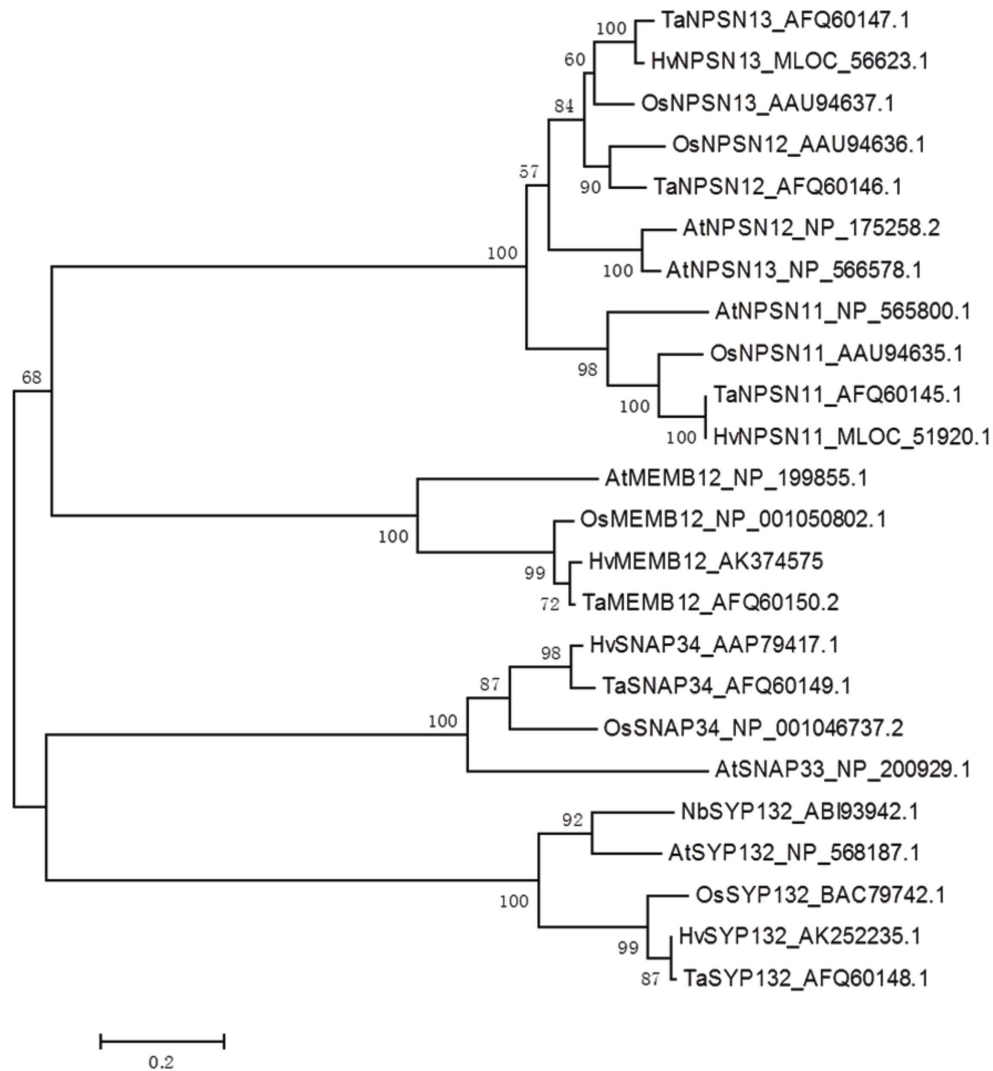 TaNPSN13_AFQ60147.1
100
HvNPSN13_MLOC_56623.1
60
OsNPSN13_AAU94637.1
84
OsNPSN12_AAU94636.1
57
90
TaNPSN12_AFQ60146.1
AtNPSN12_NP_175258.2
100
100
AtNPSN13_NP_566578.1
AtNPSN11_NP_565800.1
98
OsNPSN11_AAU94635.1
68
100
TaNPSN11_AFQ60145.1
100
HvNPSN11_MLOC_51920.1
AtMEMB12_NP_199855.1
100
OsMEMB12_NP_001050802.1
99
HvMEMB12_AK374575
72
TaMEMB12_AFQ60150.2
98
HvSNAP34_AAP79417.1
87
TaSNAP34_AFQ60149.1
100
OsSNAP34_NP_001046737.2
AtSNAP33_NP_200929.1
92
NbSYP132_ABI93942.1
AtSYP132_NP_568187.1
100
OsSYP132_BAC79742.1
99
HvSYP132_AK252235.1
87
TaSYP132_AFQ60148.1
0.2